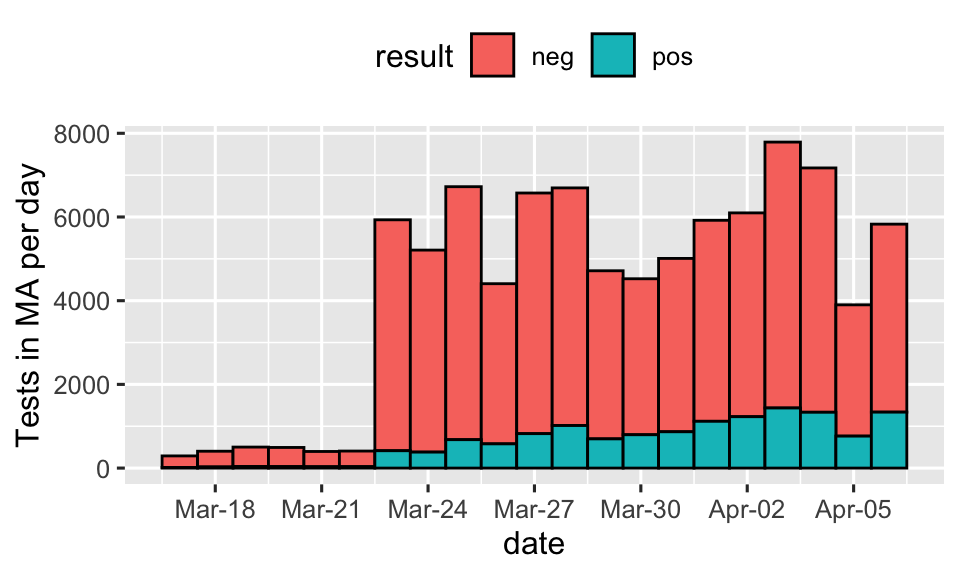 result neg pos
Tests in MA per day
8000
6000
4000
2000
0
Mar-18 Mar-21 Mar-24 Mar-27 Mar-30 Apr-02 Apr-05
date